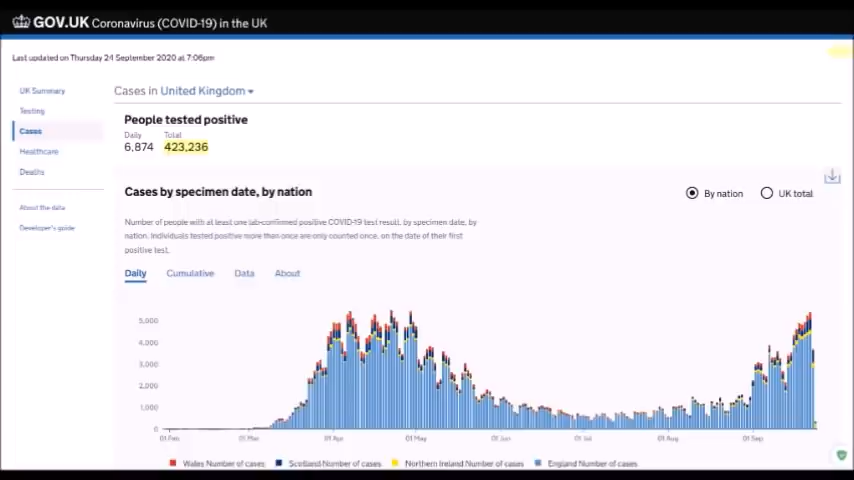 GOV.UK Coronavirus (COVID-19) in the UK
Last updated on Thursday 24 September 2020 at 7:06pm
UK Summary
Testing
Cases
Healthcare
Deaths
About the data
Developer's guide
Cases in United Kingdom
People tested positive
Daily Total
6,874 423,236
Cases by specimen date, by nation
By nation UK total
Number of people with at least one lab-confirmed positive COVID-19 test result, by specimen date, by
nation. Individuals tested positive more than once are only counted once, on the date of their first
positive test.
Daily Cumulative Data About
5,000
4,000
3,000
2,000
1,000
0
01 Feb 01 Mar 01 Apr 01 May 01 Jun 01 Jul 01 Aug 01 Sep
Wales Number of cases Scotland Number of cases Northern Ireland Number of cases England Number of cases